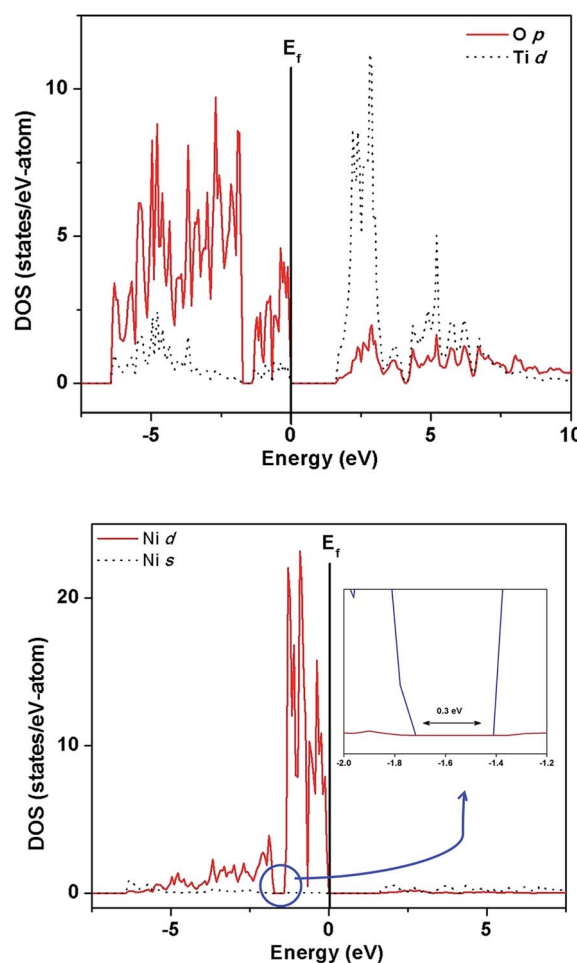 E_f
O p
Ti d
10
5
0
DOS (states/eV-atom)
-5 0 5 10
Energy (eV)
Ni d
Ni s
E_f
20
10
0
DOS (states/eV-atom)
0.3 eV
-2.0 -1.8 -1.6 -1.4 -1.2
-5 0 5
Energy (eV)